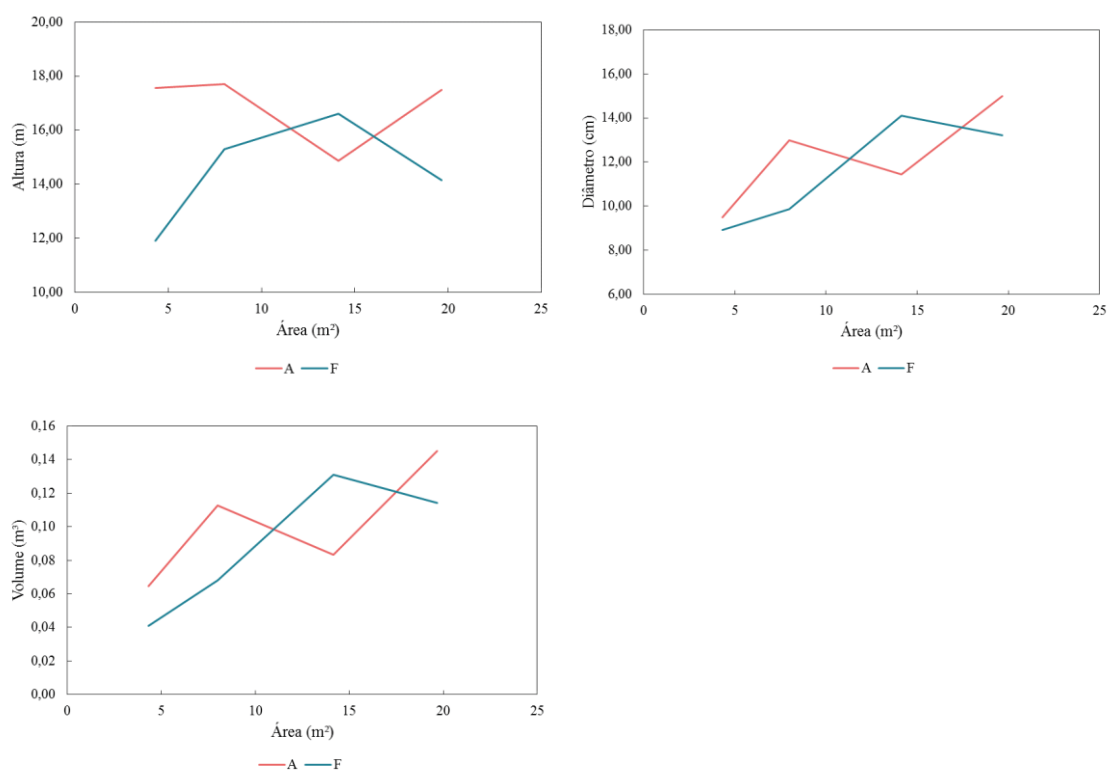 20,00
18,00
16,00
14,00
12,00
10,00
Altura (m)
0 5 10 15 20 25
Área (m²)
A F
18,00
16,00
14,00
12,00
10,00
8,00
6,00
Diâmetro (cm)
0 5 10 15 20 25
Área (m²)
A F
0,16
0,14
0,12
0,10
0,08
0,06
0,04
0,02
0,00
Volume (m³)
0 5 10 15 20 25
Área (m²)
A F